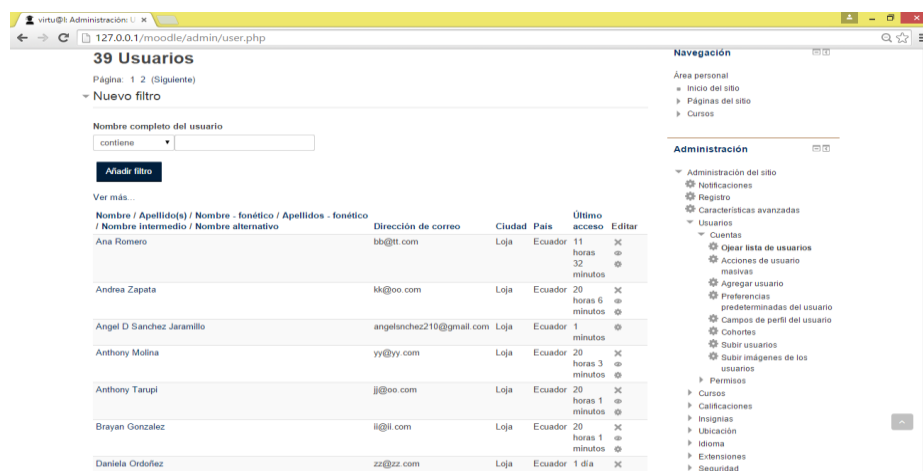 virtu@l: Administración: U
127.0.0.1/moodle/admin/user.php
39 Usuarios
Página: 1 2 (Siguiente)
Nuevo filtro
Nombre completo del usuario
contiene
Añadir filtro
Ver más...
Nombre / Apellido(s) / Nombre - fonético / Apellidos - fonético
/ Nombre intermedio / Nombre alternativo
Dirección de correo
Ciudad
País
Último
acceso
Editar
Ana Romero
bb@tt.com
Loja
Ecuador
11
horas
32
minutos
Andrea Zapata
kk@oo.com
Loja
Ecuador
20
horas 6
minutos
Angel D Sanchez Jaramillo
angelsnchez210@gmail.com
Loja
Ecuador
1
minutos
Anthony Molina
yy@yy.com
Loja
Ecuador
20
horas 3
minutos
Anthony Tarupi
jj@oo.com
Loja
Ecuador
20
horas 1
minutos
Brayan Gonzalez
ii@ii.com
Loja
Ecuador
20
horas 1
minutos
Daniela Ordoñez
zz@zz.com
Loja
Ecuador
1 día
Navegación
Área personal
Inicio del sitio
Páginas del sitio
Cursos
Administración
Administración del sitio
Notificaciones
Registro
Características avanzadas
Usuarios
Cuentas
Ojear lista de usuarios
Acciones de usuario
masivas
Agregar usuario
Preferencias
predeterminadas del usuario
Campos de perfil del usuario
Cohortes
Subir usuarios
Subir imágenes de los
usuarios
Permisos
Cursos
Calificaciones
Insignias
Ubicación
Idioma
Extensiones
Seguridad